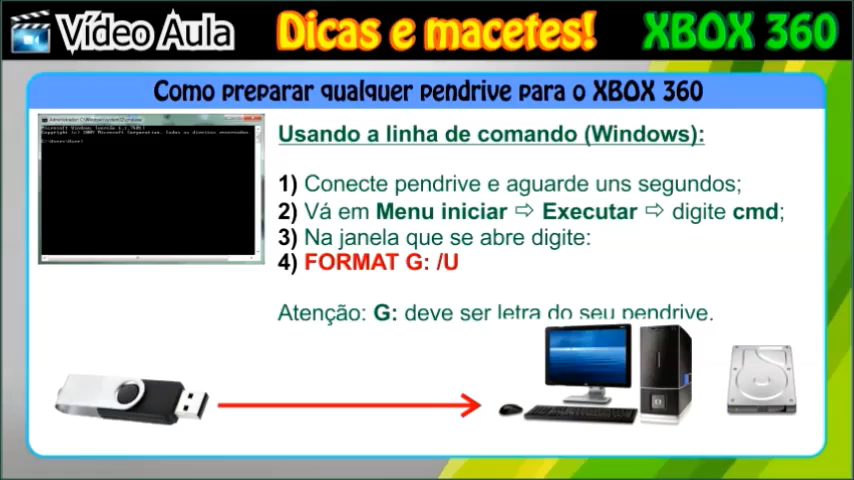 Vídeo Aula
Dicas e macetes!
XBOX 360
Como preparar qualquer pendrive para o XBOX 360
Usando a linha de comando (Windows):
1) Conecte pendrive e aguarde uns segundos;
2) Vá em Menu iniciar ⇨ Executar ⇨ digite cmd;
3) Na janela que se abre digite:
4) FORMAT G: /U
Atenção: G: deve ser letra do seu pendrive.